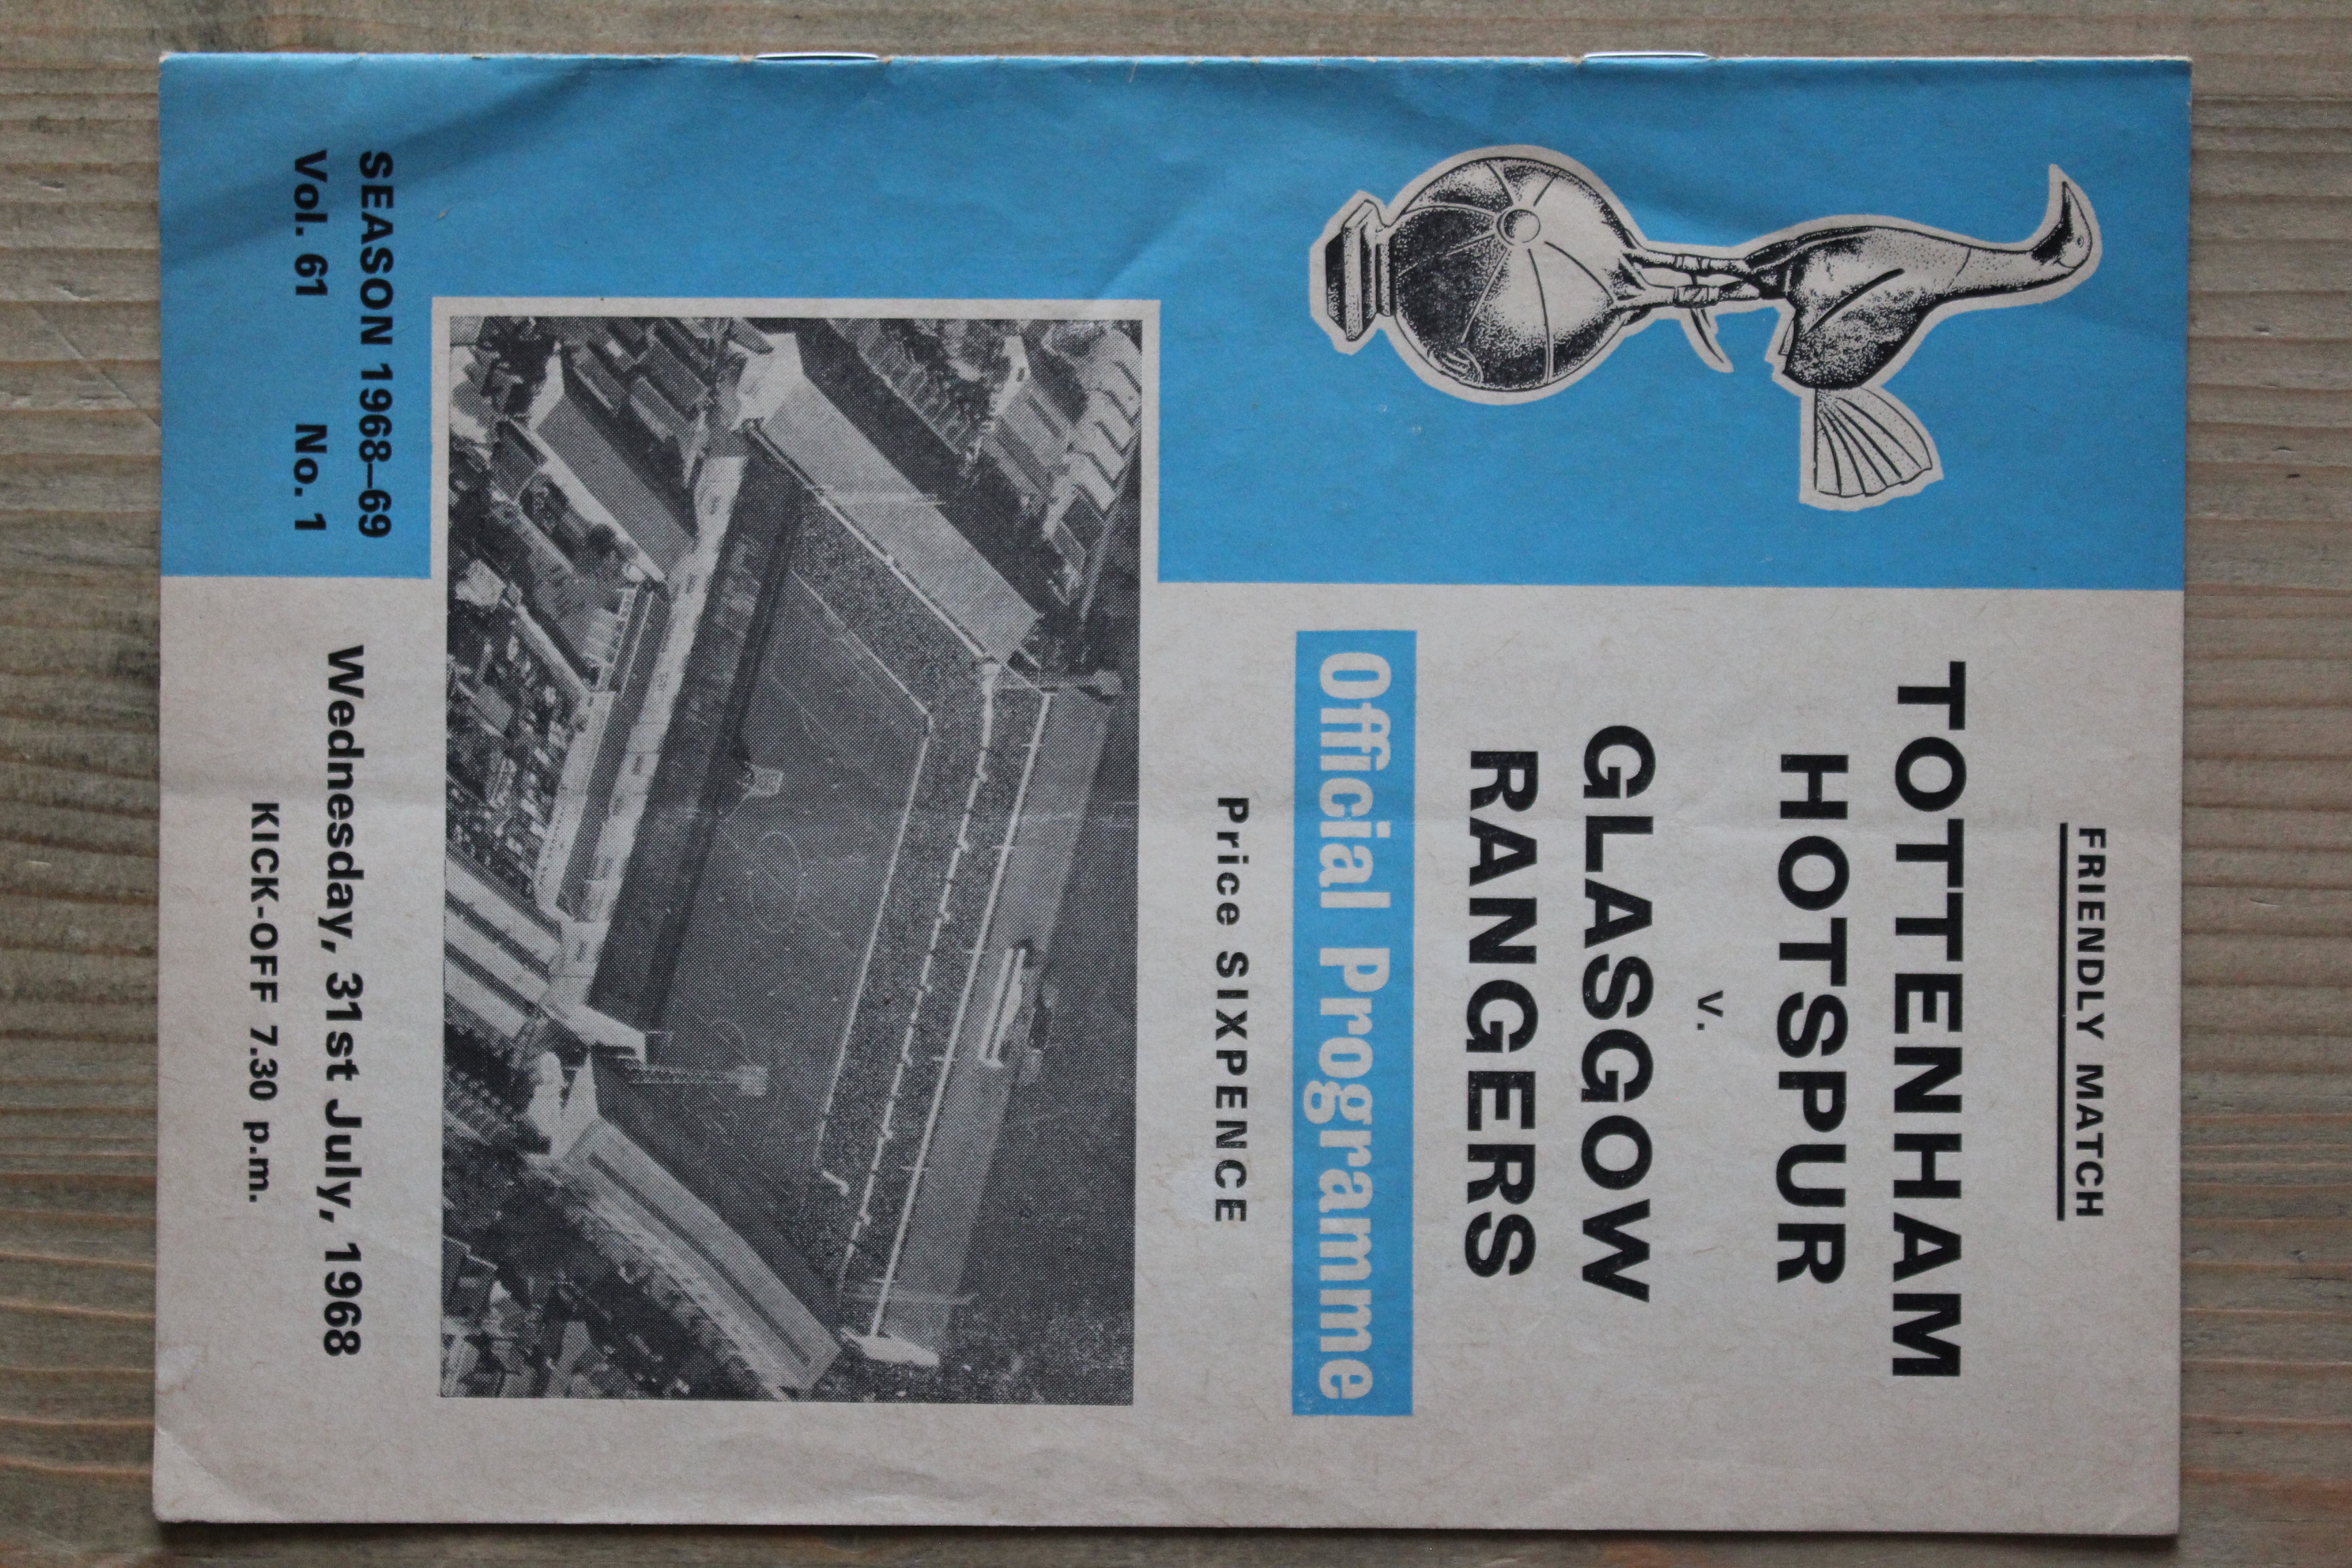 FRIENDLY MATCH
TOTTENHAM
HOTSPUR
v.
GLASGOW
RANGERS
Official Programme
Price SIXPENCE
SEASON 1968–69
Vol. 61 No. 1
Wednesday, 31st July, 1968
KICK-OFF 7.30 p.m.